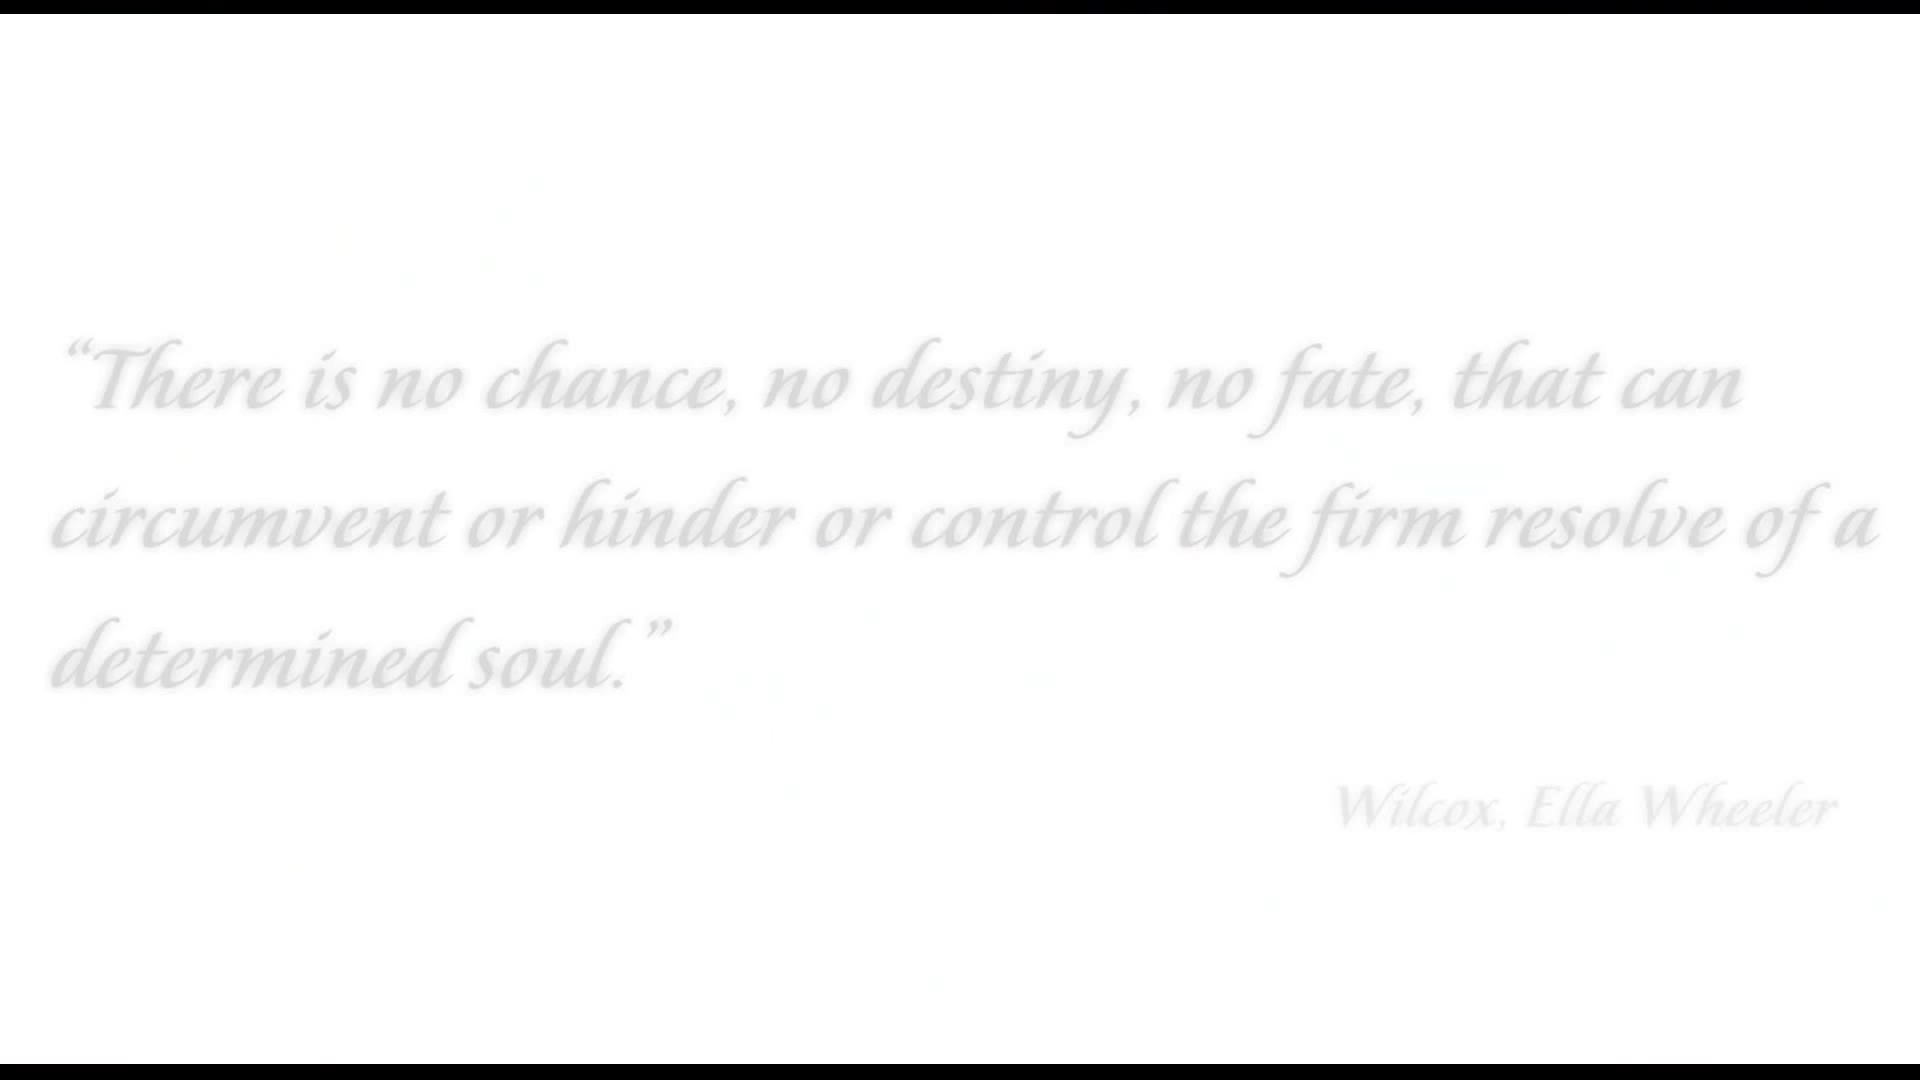 “There is no chance, no destiny, no fate, that can
circumvent or hinder or control the firm resolve of a
determined soul.”
Wilcox, Ella Wheeler